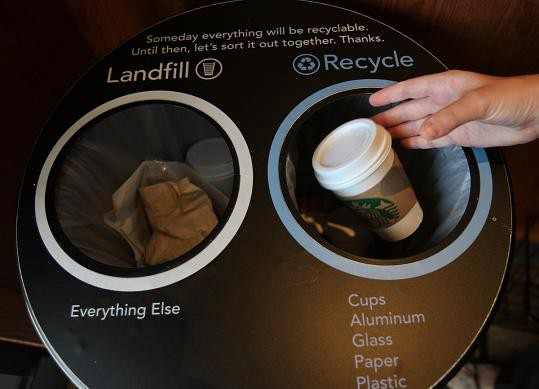 Someday everything will be recyclable.
Until then, let's sort it out together. Thanks.
Landfill
Recycle
Everything Else
Cups
Aluminum
Glass
Paper
Plastic